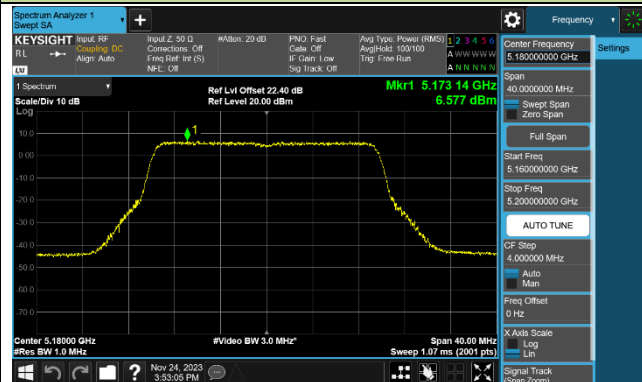 Spectrum Analyzer 1
Swept SA
+
Frequency
KEYSIGHT
RL
LXI
Input: RF
Coupling: DC
Align: Auto
Input Z: 50 Ω
Corrections: Off
Freq Ref: Int (S)
NFE: Off
#Atten: 20 dB
PNO: Fast
Gate: Off
IF Gain: Low
Sig Track: Off
Avg Type: Power (RMS)
Avg|Hold: 100/100
Trig: Free Run
1 2 3 4 5 6
A W W W W W
A N N N N N
1 Spectrum
Scale/Div 10 dB
Log
Ref Lvl Offset 22.40 dB
Ref Level 20.00 dBm
Mkr1 5.173 14 GHz
6.577 dBm
1
10.0
0.00
-10.0
-20.0
-30.0
-40.0
-50.0
-60.0
-70.0
Center 5.18000 GHz
#Res BW 1.0 MHz
#Video BW 3.0 MHz*
Span 40.00 MHz
Sweep 1.07 ms (2001 pts)
?
Nov 24, 2023
3:53:05 PM
Center Frequency
5.180000000 GHz
Span
40.0000000 MHz
Swept Span
Zero Span
Full Span
Start Freq
5.160000000 GHz
Stop Freq
5.200000000 GHz
AUTO TUNE
CF Step
4.000000 MHz
Auto
Man
Freq Offset
0 Hz
X Axis Scale
Log
Lin
Signal Track
(Span Zoom)
Settings